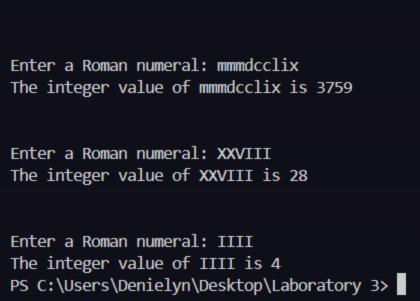 Enter a Roman numeral: mmmdcclix
The integer value of mmmdcclix is 3759
Enter a Roman numeral: XXVIII
The integer value of XXVIII is 28
Enter a Roman numeral: IIII
The integer value of IIII is 4
PS C:\Users\Denielyn\Desktop\Laboratory 3>